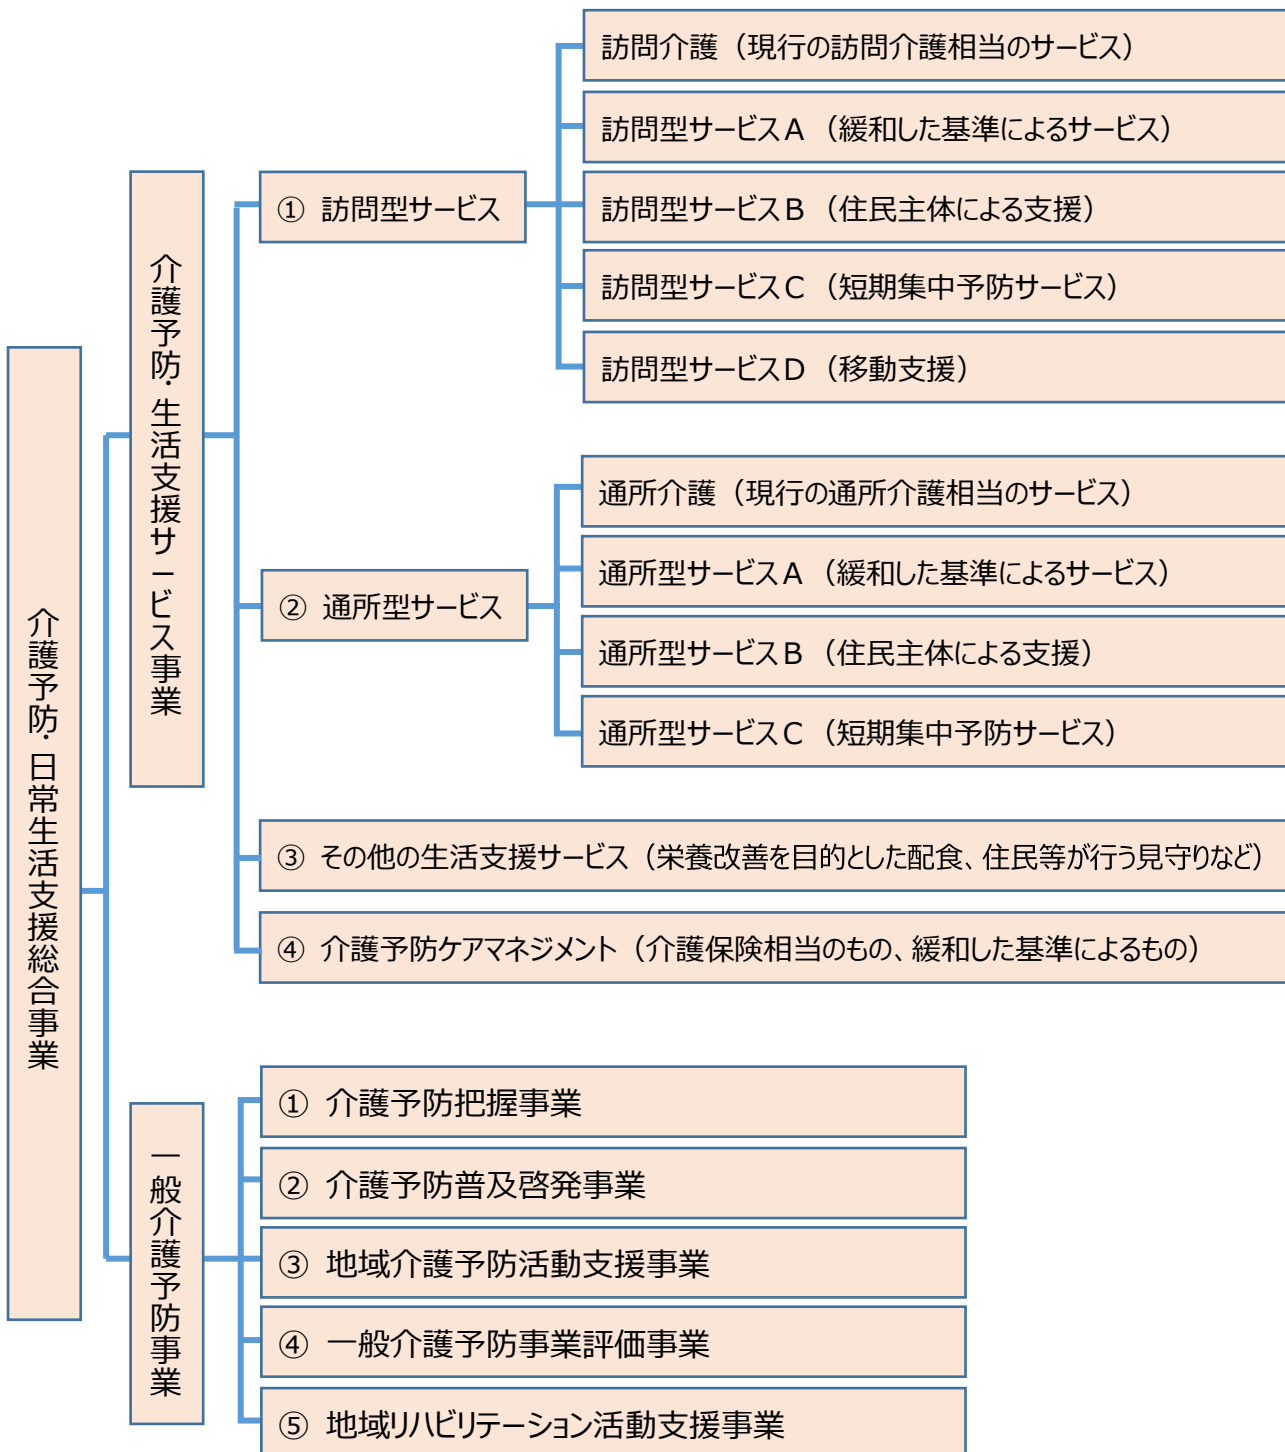 介護予防・日常生活支援総合事業
介護予防・生活支援サービス事業
① 訪問型サービス
訪問介護（現行の訪問介護相当のサービス）
訪問型サービスA（緩和した基準によるサービス）
訪問型サービスB（住民主体による支援）
訪問型サービスC（短期集中予防サービス）
訪問型サービスD（移動支援）
② 通所型サービス
通所介護（現行の通所介護相当のサービス）
通所型サービスA（緩和した基準によるサービス）
通所型サービスB（住民主体による支援）
通所型サービスC（短期集中予防サービス）
③ その他の生活支援サービス（栄養改善を目的とした配食、住民等が行う見守りなど）
④ 介護予防ケアマネジメント（介護保険相当のもの、緩和した基準によるもの）
一般介護予防事業
① 介護予防把握事業
② 介護予防普及啓発事業
③ 地域介護予防活動支援事業
④ 一般介護予防事業評価事業
⑤ 地域リハビリテーション活動支援事業